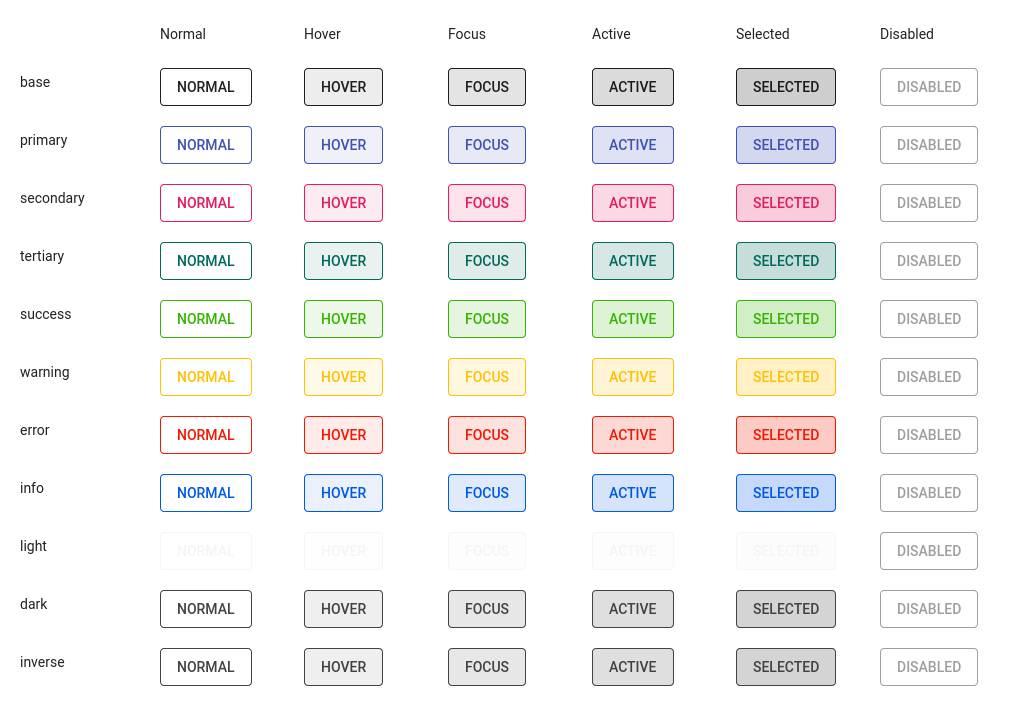 Normal Hover Focus Active Selected Disabled
base NORMAL HOVER FOCUS ACTIVE SELECTED DISABLED
primary NORMAL HOVER FOCUS ACTIVE SELECTED DISABLED
secondary NORMAL HOVER FOCUS ACTIVE SELECTED DISABLED
tertiary NORMAL HOVER FOCUS ACTIVE SELECTED DISABLED
success NORMAL HOVER FOCUS ACTIVE SELECTED DISABLED
warning NORMAL HOVER FOCUS ACTIVE SELECTED DISABLED
error NORMAL HOVER FOCUS ACTIVE SELECTED DISABLED
info NORMAL HOVER FOCUS ACTIVE SELECTED DISABLED
light NORMAL HOVER FOCUS ACTIVE SELECTED DISABLED
dark NORMAL HOVER FOCUS ACTIVE SELECTED DISABLED
inverse NORMAL HOVER FOCUS ACTIVE SELECTED DISABLED